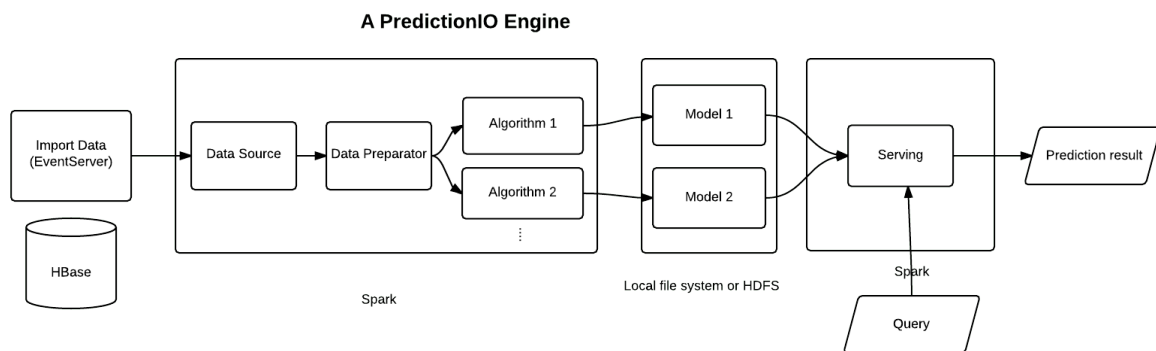 A PredictionIO Engine
Import Data
(EventServer)
HBase
Data Source
Data Preparator
Algorithm 1
Algorithm 2
Spark
Model 1
Model 2
Local file system or HDFS
Serving
Spark
Query
Prediction result